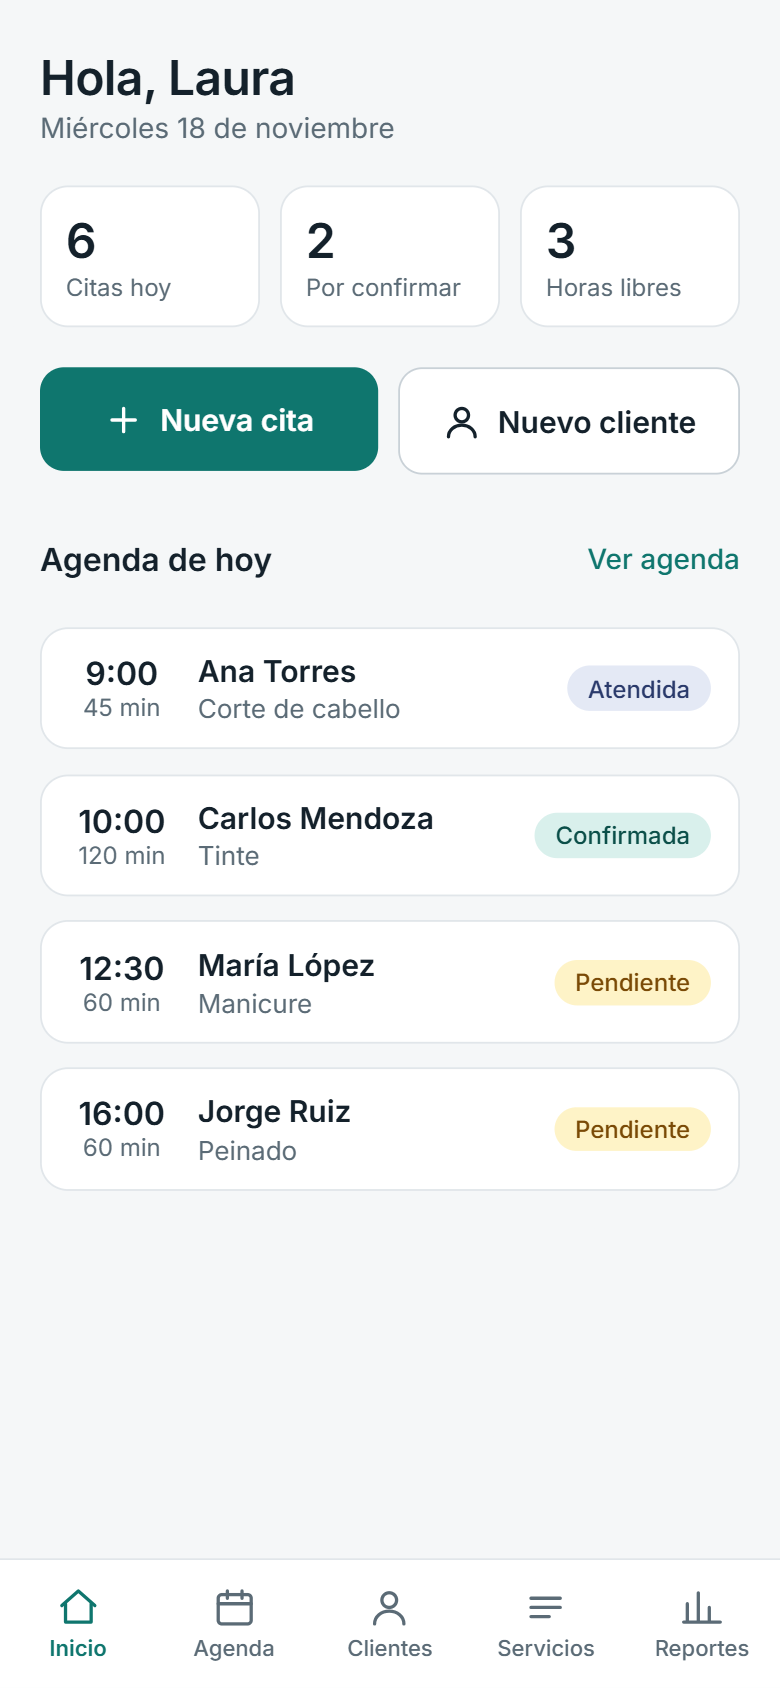 Hola, Laura
Miércoles 18 de noviembre
6
Citas hoy
2
Por confirmar
3
Horas libres
Nueva cita
Nuevo cliente
Agenda de hoy
Ver agenda
9:00
45 min
Ana Torres
Corte de cabello
Atendida
10:00
120 min
Carlos Mendoza
Tinte
Confirmada
12:30
60 min
María López
Manicure
Pendiente
16:00
60 min
Jorge Ruiz
Peinado
Pendiente
Inicio
Agenda
Clientes
Servicios
Reportes